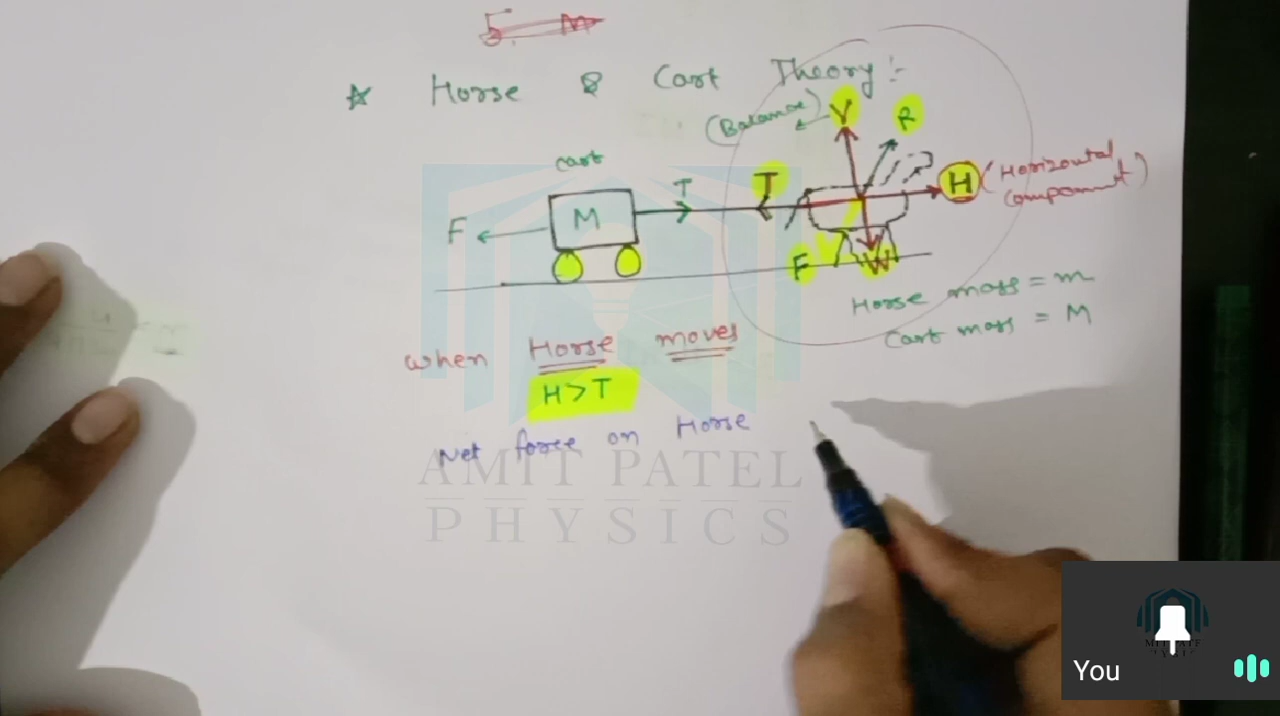 ☆ Horse & Cart Theory :-
(Balance)
V
R
cart
T
T
H (Horizontal component)
F
M
F
W
Horse mass = m
Cart mass = M
when Horse moves
H > T
Net force on Horse
AMIT PATEL
PHYSICS
You